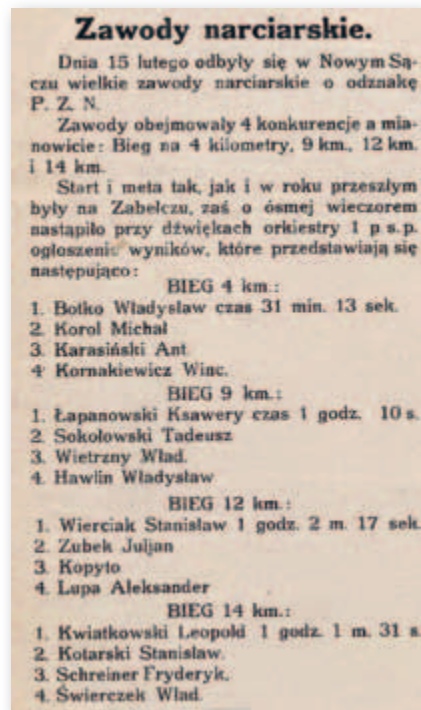 Zawody narciarskie.
Dnia 15 lutego odbyły się w Nowym Są-
czu wielkie zawody narciarskie o odznakę
P. Z. N.
Zawody obejmowały 4 konkurencje a mia-
nowicie: Bieg na 4 kilometry, 9 km., 12 km.
i 14 km.
Start i meta tak, jak i w roku przeszłym
były na Zabełczu, zaś o ósmej wieczorem
nastąpiło przy dźwiękach orkiestry 1 p s. p.
ogłoszenie wyników, które przedstawiają się
następująco:
BIEG 4 km.:
1. Botko Władysław czas 31 min. 13 sek.
2. Korol Michał
3. Karasiński Ant.
4. Kornakiewicz Winc.
BIEG 9 km.:
1. Łapanowski Ksawery czas 1 godz. 10 s.
2. Sokołowski Tadeusz
3. Wietrzny Wład.
4. Hawlin Władysław
BIEG 12 km.:
1. Wierciak Stanisław 1 godz. 2 m. 17 sek.
2. Zubek Juljan
3. Kopyto
4. Lupa Aleksander
BIEG 14 km.:
1. Kwiatkowski Leopold 1 godz. 1 m. 31 s.
2. Kotarski Stanisław.
3. Schreiner Fryderyk.
4. Świerczek Wład.